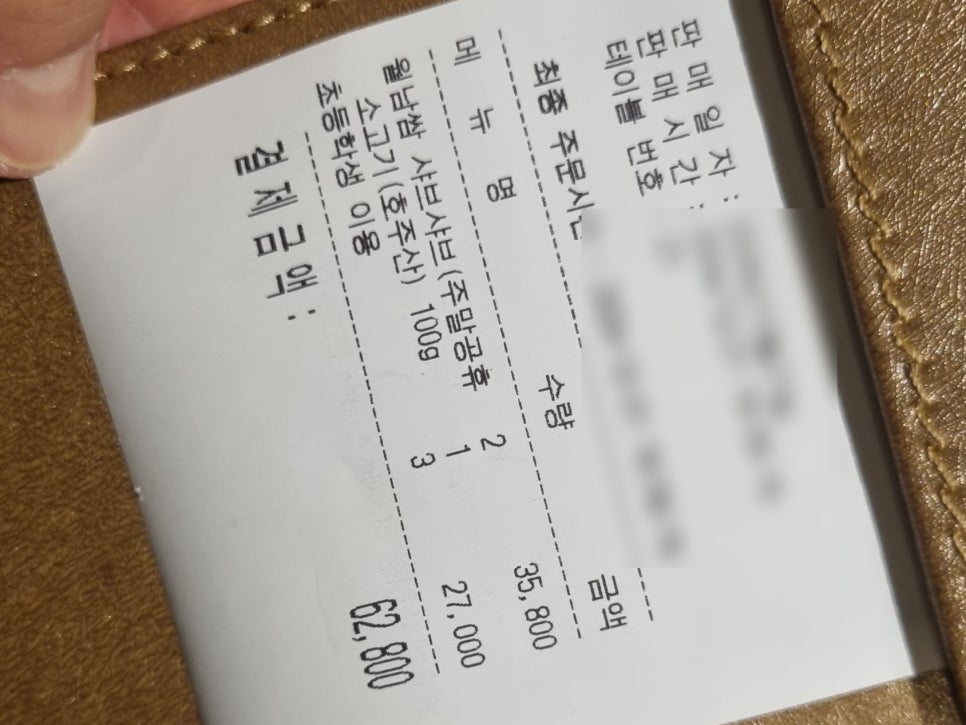 판 매 일 자 :
판 매 시 간 :
테이블 번호
최종 주문시
메 뉴 명 수량 금액
월남쌈 샤브샤브(주말공휴 2 35,800
소고기(호주산) 100g 1
초등학생 이용 3 27,000
결 제 금 액 : 62,800